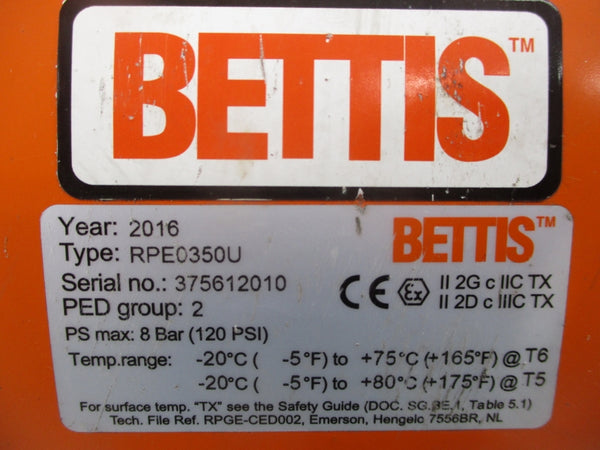 BETTIS™
Year: 2016
BETTIS™
Type: RPE0350U
Serial no.: 375612010
CE Ex II 2G c IIC TX
II 2D c IIIC TX
PED group: 2
PS max: 8 Bar (120 PSI)
Temp.range: -20°C ( -5°F) to +75°C (+165°F) @ T6
-20°C ( -5°F) to +80°C (+175°F) @ T5
For surface temp. "TX" see the Safety Guide (DOC. SG.BE.1, Table 5.1)
Tech. File Ref. RPGE-CED002, Emerson, Hengelc 7556BR, NL